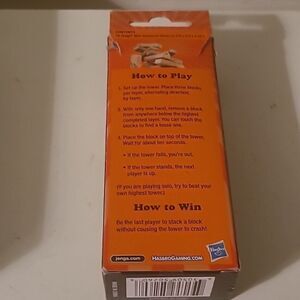 CONTENTS
How to Play
1. Set up the tower. Place three blocks
per layer, alternating direction
by layer.
2. With only one hand, remove a block
from anywhere below the highest
completed layer. You can touch the
blocks to find a loose one.
3. Place the block on top of the tower.
Wait for about ten seconds.
• If the tower falls, you're out.
• If the tower stands, the next
player is up.
(If you are playing solo, try to beat your
own highest tower.)
How to Win
Be the last player to stack a block
without causing the tower to crash!
jenga.com
HASBROGAMING.COM
Hasbro